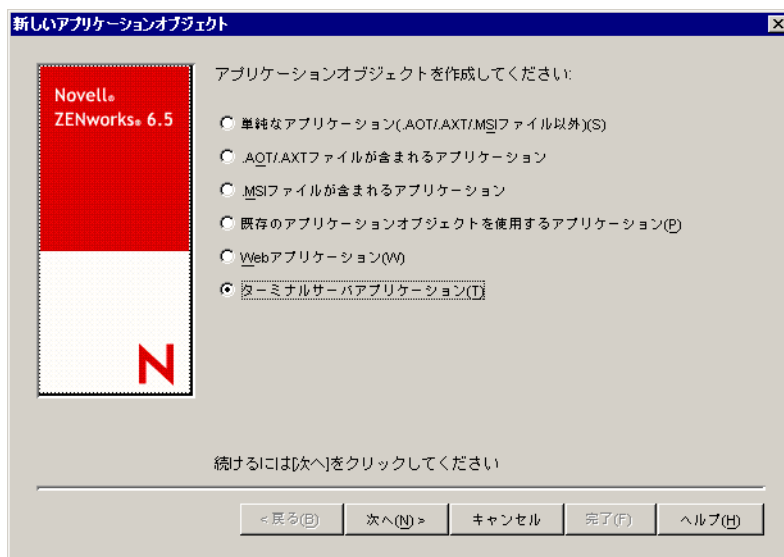 新しいアプリケーションオブジェクト
Novell®
ZENworks® 6.5
アプリケーションオブジェクトを作成してください:
単純なアプリケーション(.AOT/.AXT/.MSIファイル以外)(S)
.AOT/.AXTファイルが含まれるアプリケーション
.MSIファイルが含まれるアプリケーション
既存のアプリケーションオブジェクトを使用するアプリケーション(P)
Webアプリケーション(W)
ターミナルサーバアプリケーション(T)
N
続けるには[次へ]をクリックしてください
<戻る(B)
次へ(N) >
キャンセル
完了(F)
ヘルプ(H)